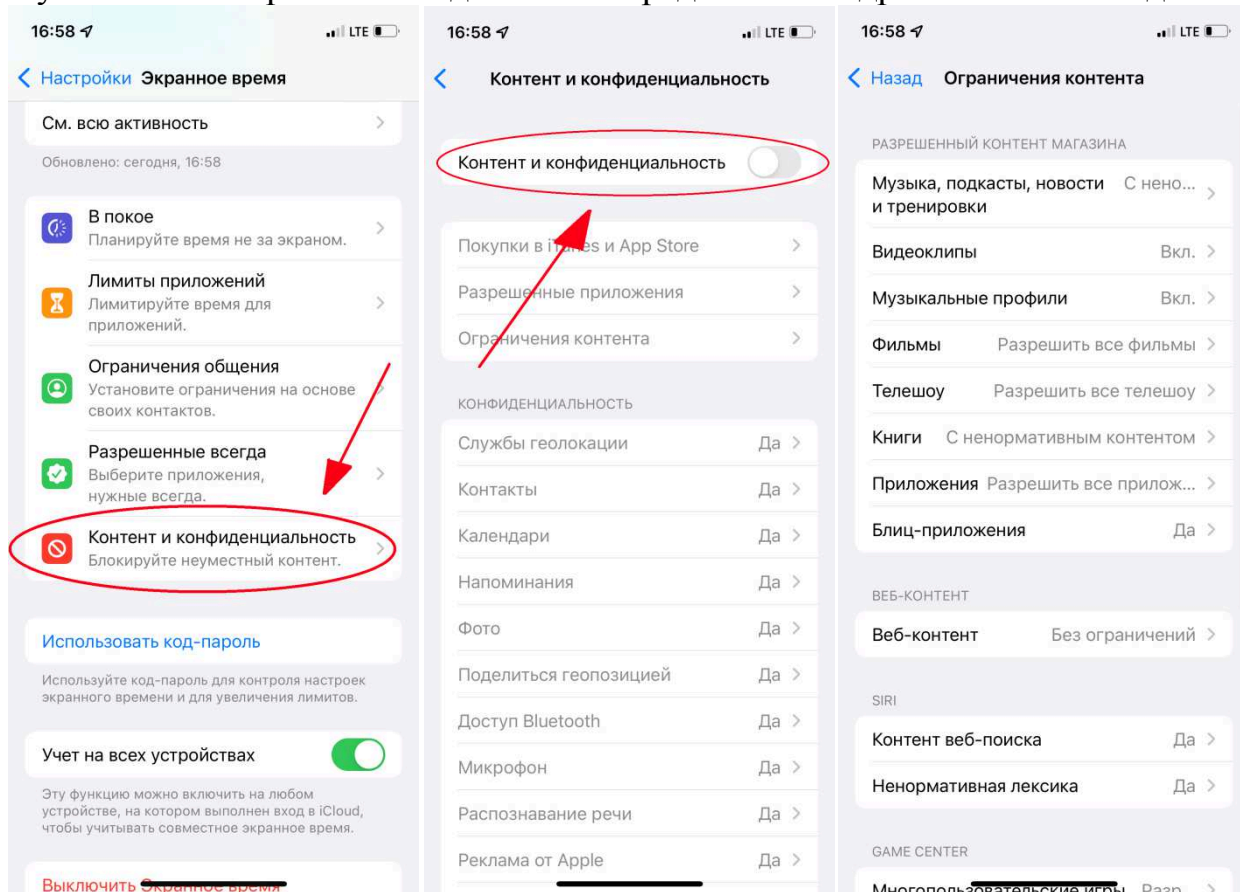 16:58 LTE
Настройки Экранное время
См. всю активность
Обновлено: сегодня, 16:58
В покое
Планируйте время не за экраном.
Лимиты приложений
Лимитируйте время для
приложений.
Ограничения общения
Установите ограничения на основе
своих контактов.
Разрешенные всегда
Выберите приложения,
нужные всегда.
Контент и конфиденциальность
Блокируйте неуместный контент.
Использовать код-пароль
Используйте код-пароль для контроля настроек
экранного времени и для увеличения лимитов.
Учет на всех устройствах
Эту функцию можно включить на любом
устройстве, на котором выполнен вход в iCloud,
чтобы учитывать совместное экранное время.
Выключить Экранное время
16:58 LTE
Контент и конфиденциальность
Контент и конфиденциальность
Покупки в iTunes и App Store
Разрешенные приложения
Ограничения контента
КОНФИДЕНЦИАЛЬНОСТЬ
Службы геолокации Да
Контакты Да
Календари Да
Напоминания Да
Фото Да
Поделиться геопозицией Да
Доступ Bluetooth Да
Микрофон Да
Распознавание речи Да
Реклама от Apple Да
16:58 LTE
Назад Ограничения контента
РАЗРЕШЕННЫЙ КОНТЕНТ МАГАЗИНА
Музыка, подкасты, новости С нено...
и тренировки
Видеоклипы Вкл.
Музыкальные профили Вкл.
Фильмы Разрешить все фильмы
Телешоу Разрешить все телешоу
Книги С ненормативным контентом
Приложения Разрешить все прилож...
Блиц-приложения Да
ВЕБ-КОНТЕНТ
Веб-контент Без ограничений
SIRI
Контент веб-поиска Да
Ненормативная лексика Да
GAME CENTER
Многопользовательские игры Разр...